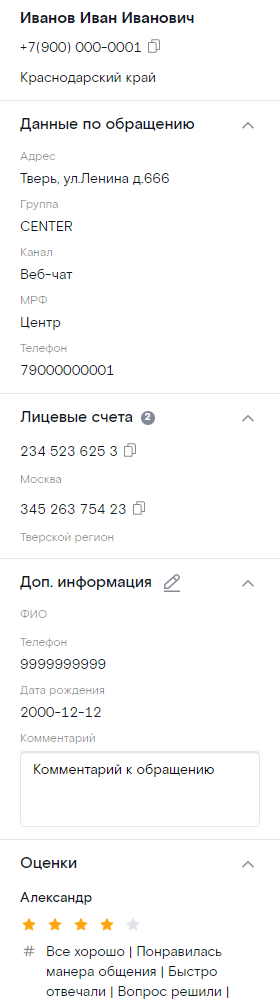 Иванов Иван Иванович
+7(900) 000-0001
Краснодарский край
Данные по обращению
Адрес
Тверь, ул.Ленина д.666
Группа
CENTER
Канал
Веб-чат
МРФ
Центр
Телефон
79000000001
Лицевые счета 2
234 523 625 3
Москва
345 263 754 23
Тверской регион
Доп. информация
ФИО
Телефон
9999999999
Дата рождения
2000-12-12
Комментарий
Комментарий к обращению
Оценки
Александр
# Все хорошо | Понравилась
манера общения | Быстро
отвечали | Вопрос решили |